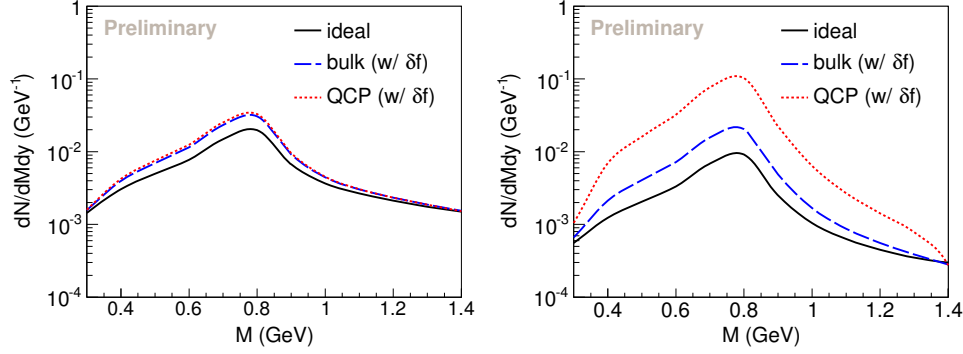 Preliminary
ideal
bulk (w/ δf)
QCP (w/ δf)
dN/dMdy (GeV⁻¹)
1
10⁻¹
10⁻²
10⁻³
10⁻⁴
0.4 0.6 0.8 1 1.2 1.4
M (GeV)
Preliminary
ideal
bulk (w/ δf)
QCP (w/ δf)
dN/dMdy (GeV⁻¹)
1
10⁻¹
10⁻²
10⁻³
10⁻⁴
0.4 0.6 0.8 1 1.2 1.4
M (GeV)